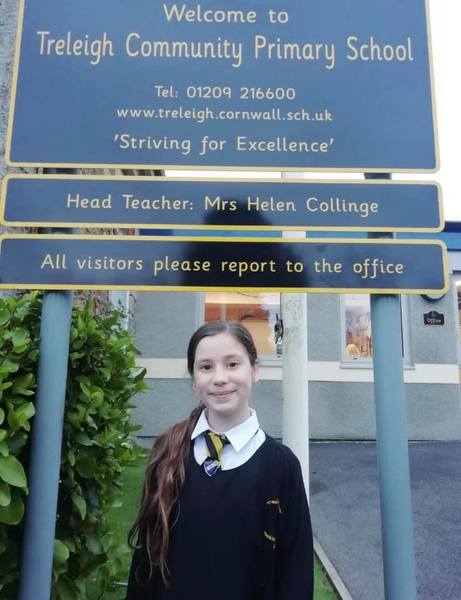 Welcome to
Treleigh Community Primary School
Tel: 01209 216600
www.treleigh.cornwall.sch.uk
'Striving for Excellence'
Head Teacher: Mrs Helen Collinge
All visitors please report to the office
Office